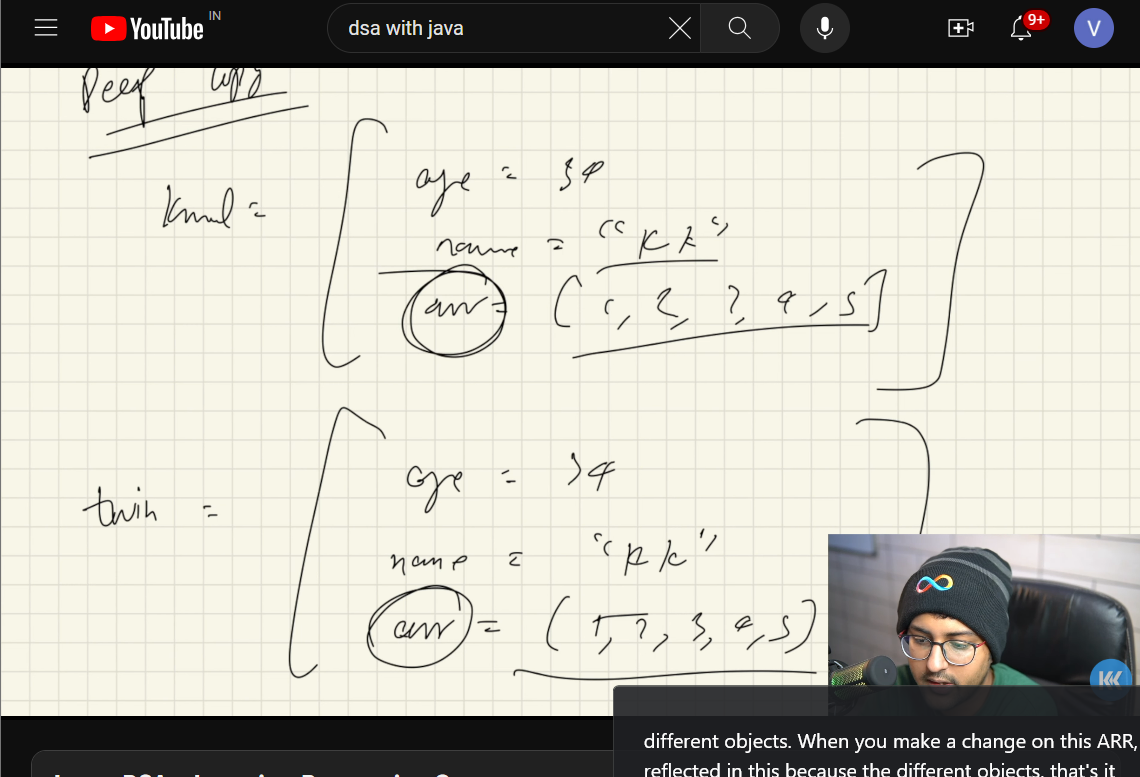 YouTube IN
dsa with java
9+
V
Deep copy
kunal =
age = 34
name = "KK"
arr = [1, 2, 3, 4, 5]
twin =
age = 34
name = "KK"
arr = [1, 2, 3, 4, 5]
KK
different objects. When you make a change on this ARR,
reflected in this because the different objects, that's it